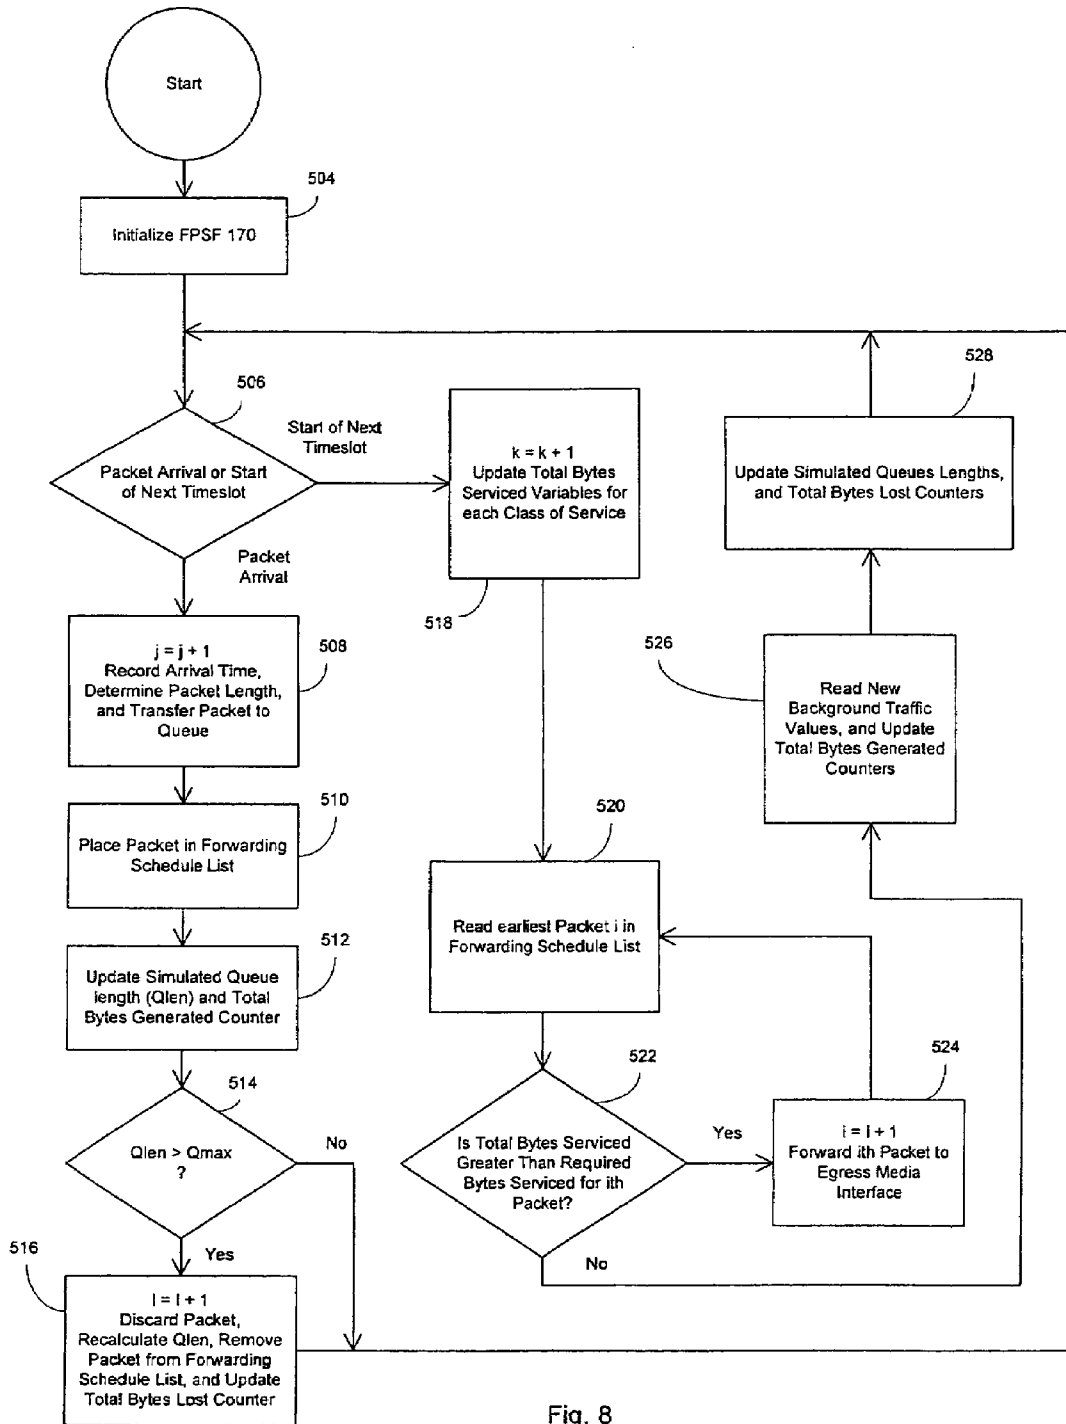 Start
504
Initialize FPSF 170
506
Packet Arrival or Start
of Next Timeslot
Start of Next
Timeslot
Packet
Arrival
k = k + 1
Update Total Bytes
Serviced Variables for
each Class of Service
518
528
Update Simulated Queues Lengths,
and Total Bytes Lost Counters
j = j + 1
Record Arrival Time,
Determine Packet Length,
and Transfer Packet to
Queue
508
526
Read New
Background Traffic
Values, and Update
Total Bytes Generated
Counters
510
Place Packet in Forwarding
Schedule List
520
Read earliest Packet i in
Forwarding Schedule List
512
Update Simulated Queue
length (Qlen) and Total
Bytes Generated Counter
514
Qlen > Qmax
?
No
Yes
522
Is Total Bytes Serviced
Greater Than Required
Bytes Serviced for ith
Packet?
Yes
No
524
i = i + 1
Forward ith Packet to
Egress Media
Interface
516
l = l + 1
Discard Packet,
Recalculate Qlen, Remove
Packet from Forwarding
Schedule List, and Update
Total Bytes Lost Counter
Fig. 8